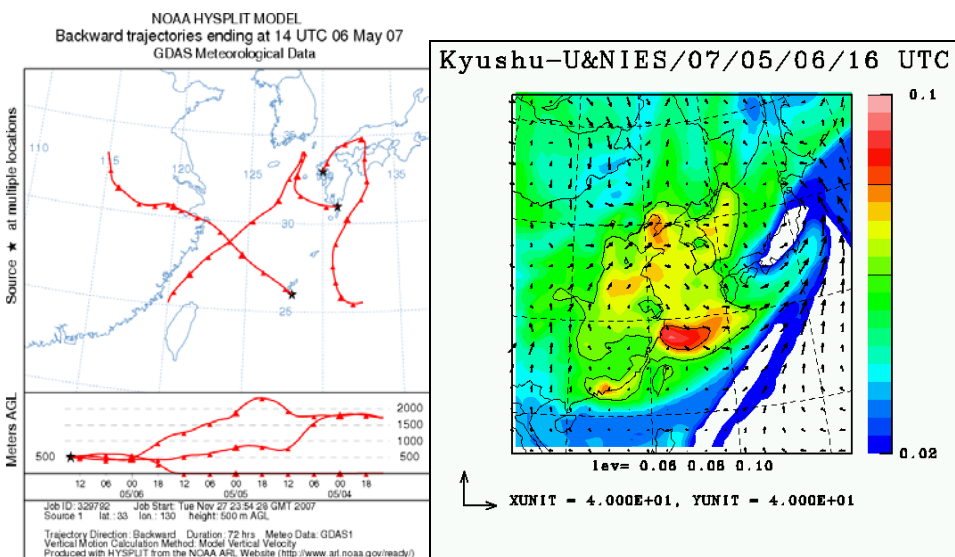 NOAA HYSPLIT MODEL
Backward trajectories ending at 14 UTC 06 May 07
GDAS Meteorological Data
Source ★ at multiple locations
110
115
120
125
135
35
30
25
Meters AGL
500
2000
1500
1000
500
12 06 00 18 12 06 00 18 12 06 00 18
05/06 05/05 05/04
Job ID: 329792 Job Start: Tue Nov 27 23:54:28 GMT 2007
Source 1 lat.: 33 lon.: 130 height: 500 m AGL
Trajectory Direction: Backward Duration: 72 hrs Meteo Data: GDAS1
Vertical Motion Calculation Method: Model Vertical Velocity
Produced with HYSPLIT from the NOAA ARL Website (http://www.arl.noaa.gov/ready/)
Kyushu-U&NIES/07/05/06/16 UTC
0.1
0.02
lev= 0.06 0.08 0.10
XUNIT = 4.000E+01, YUNIT = 4.000E+01